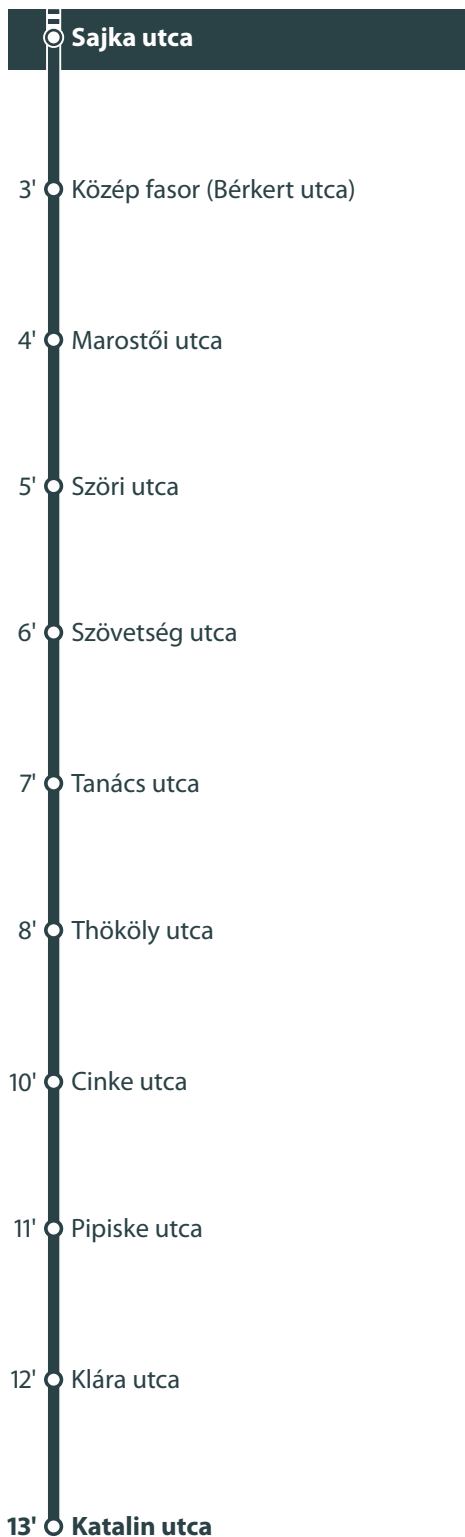 Sajka utca
3' Közép fasor (Bérkert utca)
4' Marostői utca
5' Szöri utca
6' Szövetség utca
7' Tanács utca
8' Thököly utca
10' Cinke utca
11' Pipiske utca
12' Klára utca
13' Katalin utca